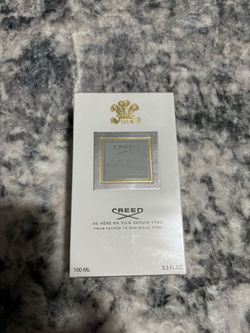 CREED
CREED
DE PÈRE EN FILS DEPUIS 1760
FROM FATHER TO SON SINCE 1760
100 ML 3.3 FL.OZ